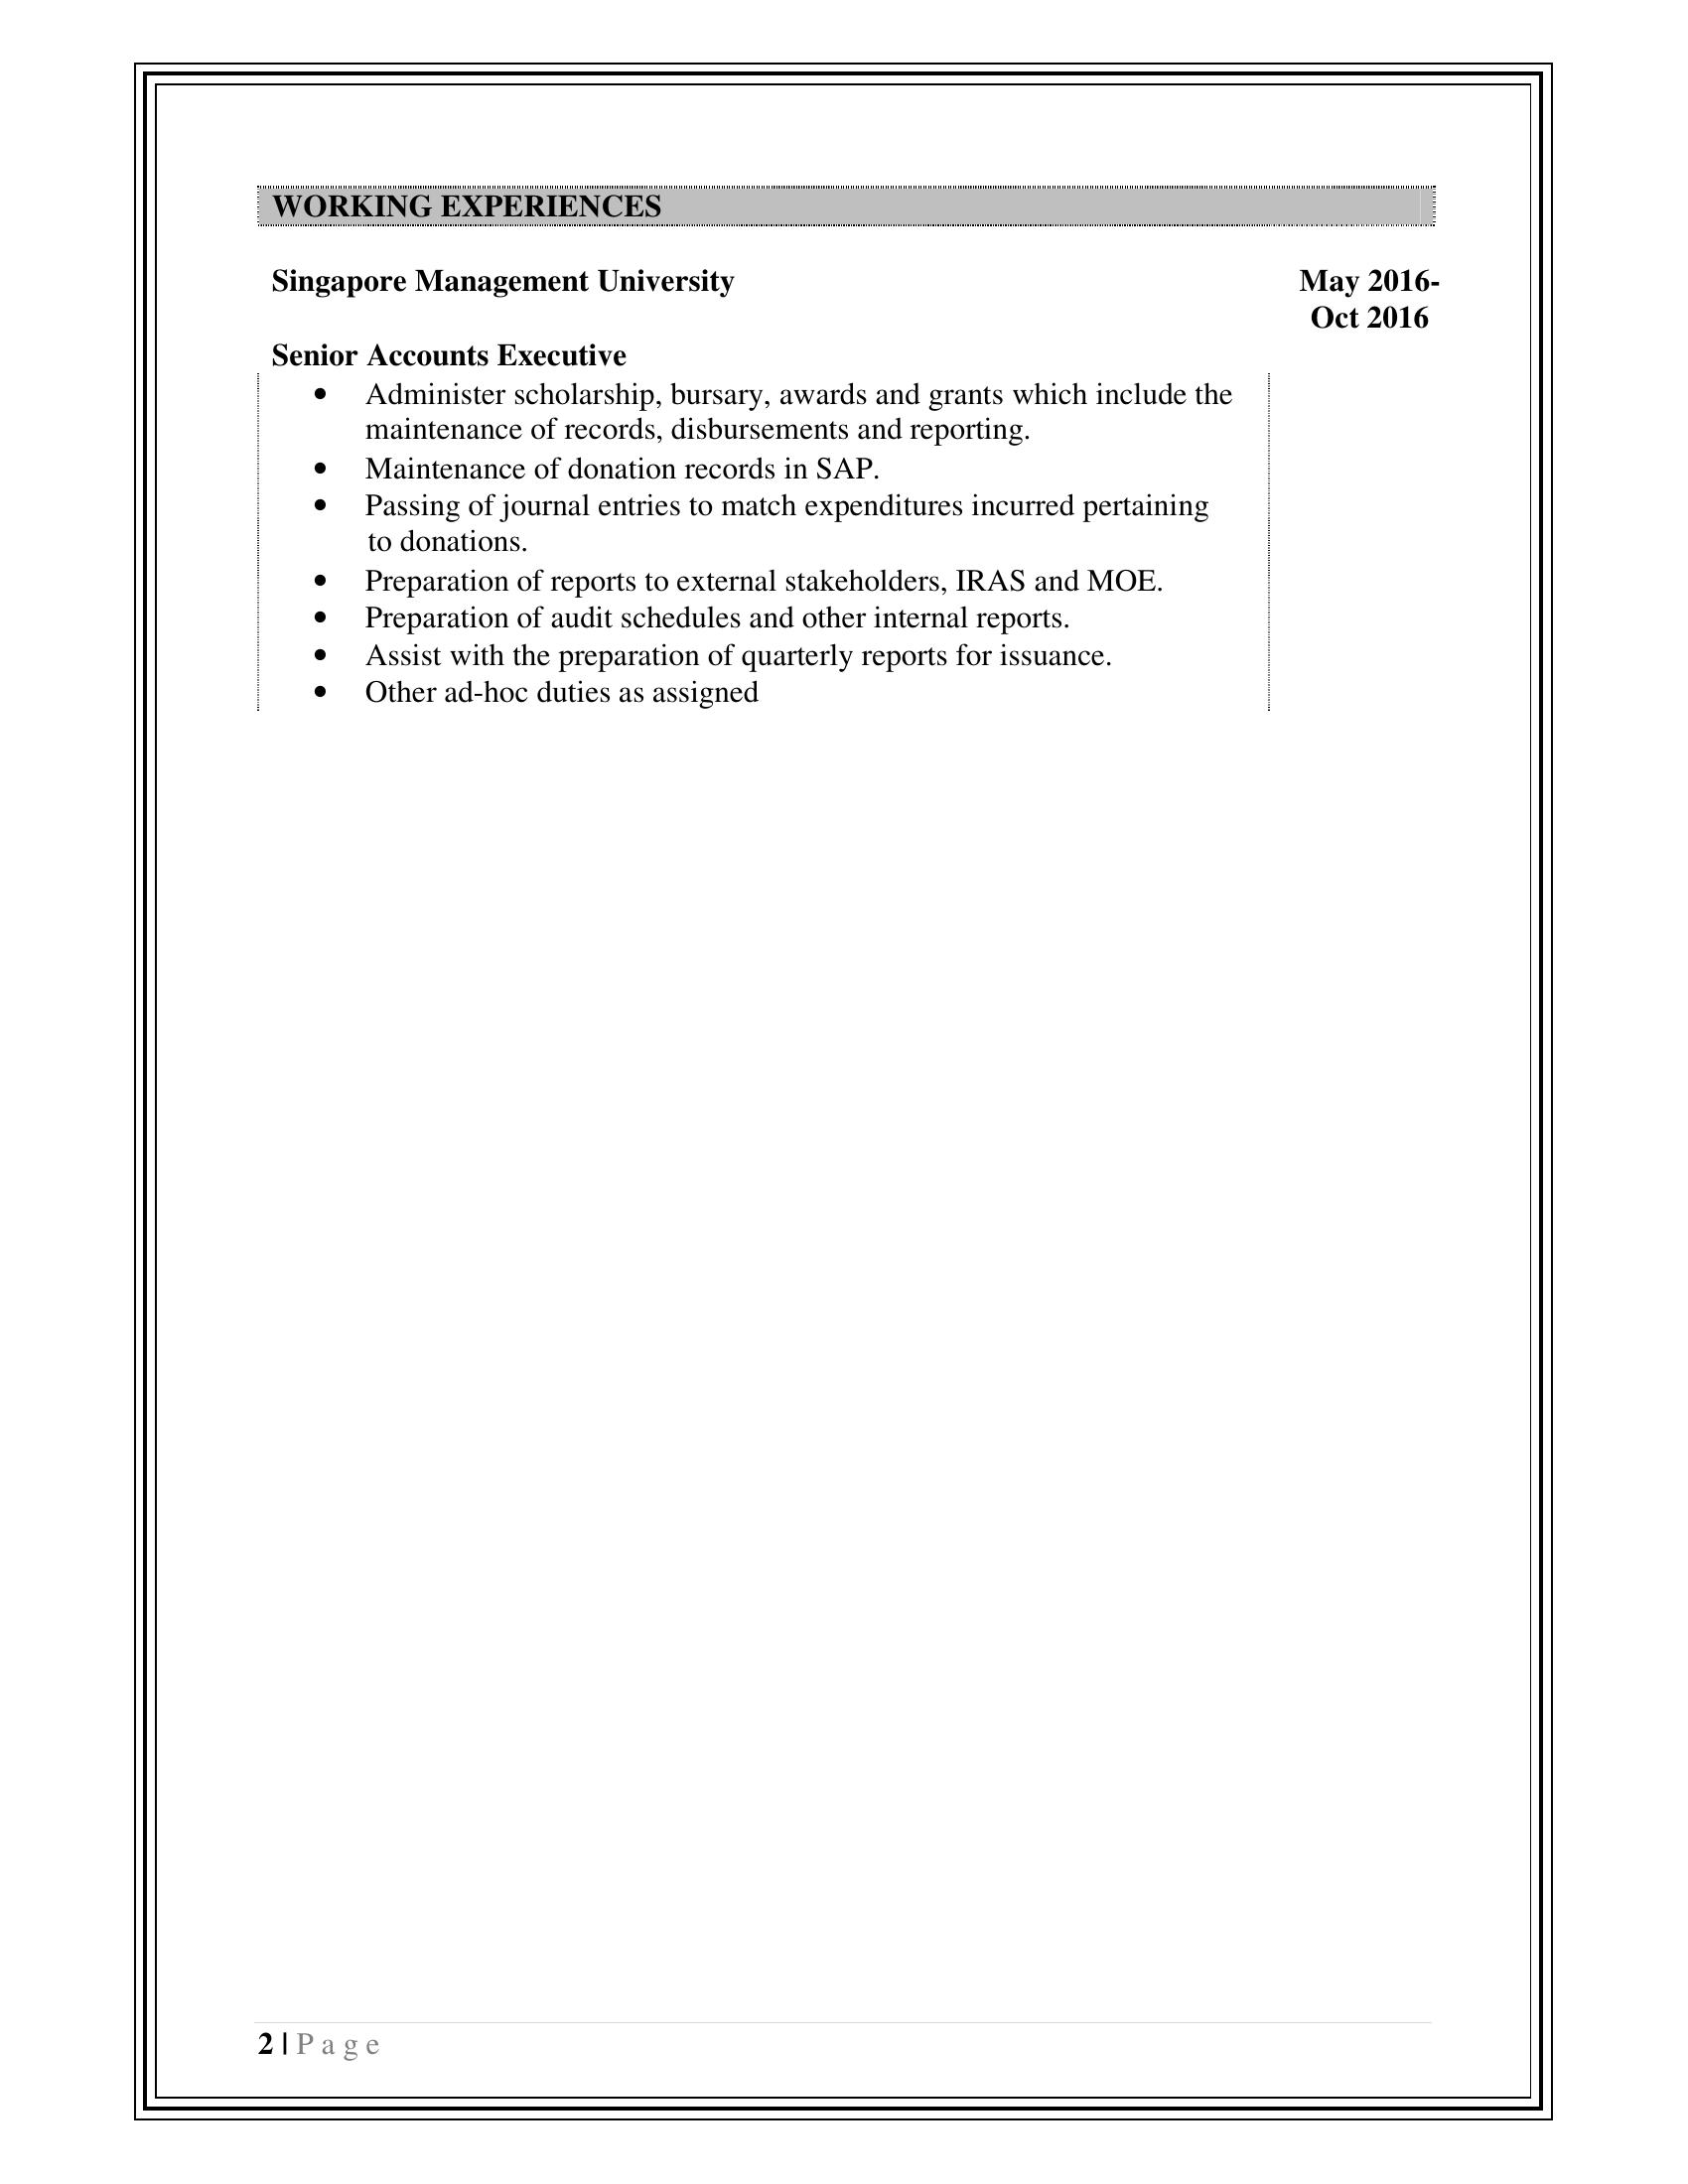 WORKING EXPERIENCES
Singapore Management University May 2016-
Oct 2016
Senior Accounts Executive
• Administer scholarship, bursary, awards and grants which include the
maintenance of records, disbursements and reporting.
• Maintenance of donation records in SAP.
• Passing of journal entries to match expenditures incurred pertaining
to donations.
• Preparation of reports to external stakeholders, IRAS and MOE.
• Preparation of audit schedules and other internal reports.
• Assist with the preparation of quarterly reports for issuance.
• Other ad-hoc duties as assigned
2 | P a g e